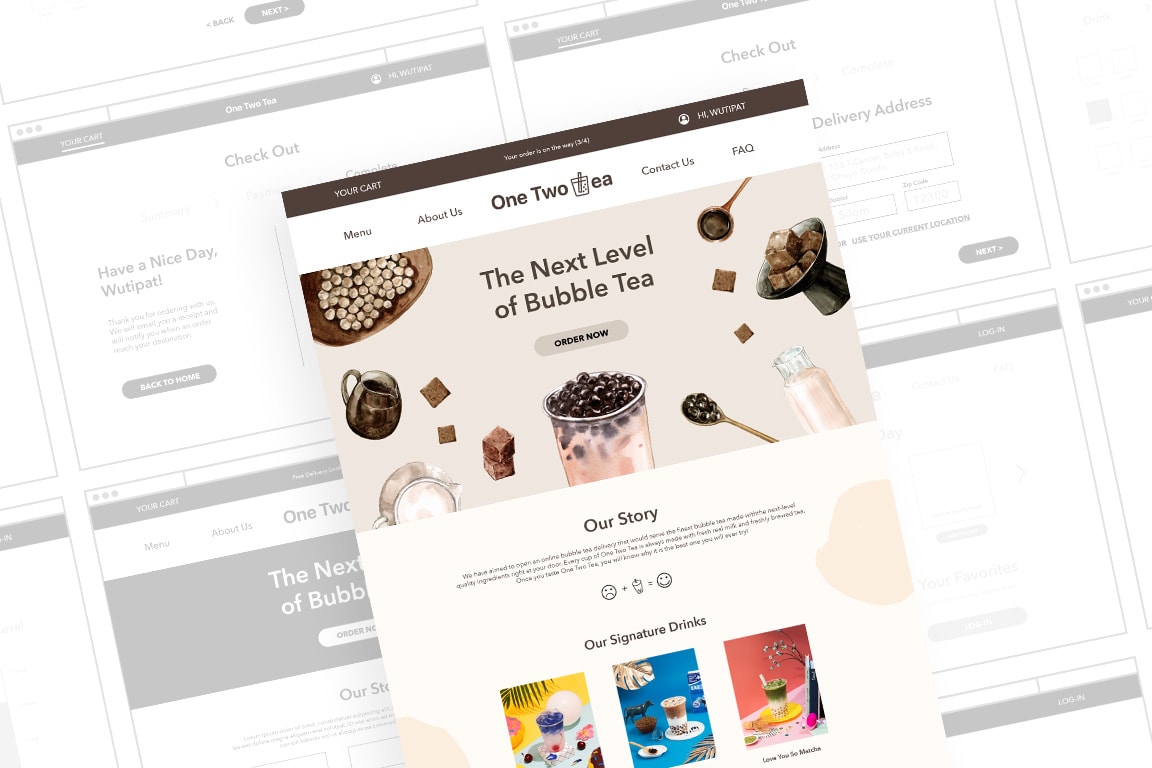 < BACK
NEXT >
YOUR CART
One Two Tea
HI, WUTIPAT
Check Out
Summary
Complete
Have a Nice Day,
Wutipat!
Thank you for ordering with us.
We will email you a receipt and
will notify you when an order
reach your destination
BACK TO HOME
YOUR CART
Check Out
Complete
Delivery Address
Address
Zip Code
Silom
12300
OR USE YOUR CURRENT LOCATION
NEXT >
Drink
YOUR CART
Your order is on the way (3/4)
HI, WUTIPAT
Menu
About Us
One Two Tea
Contact Us
FAQ
The Next Level
of Bubble Tea
ORDER NOW
Our Story
We have aimed to open an online bubble tea delivery that would serve the finest bubble tea made withthe next-level
quality ingredients right at your door. Every cup of One Two Tea is always made with fresh real milk and freshly brewed tea.
Once you taste One Two Tea, you will know why it is the best one you will ever try!
+ =
Our Signature Drinks
Love You So Matcha
YOUR CART
Menu
About Us
One Two
The Next
of Bubb
ORDER NO
Our Sto
LOG-IN
Contact Us
FAQ
Your Favorites
LOG-IN
LOG-IN